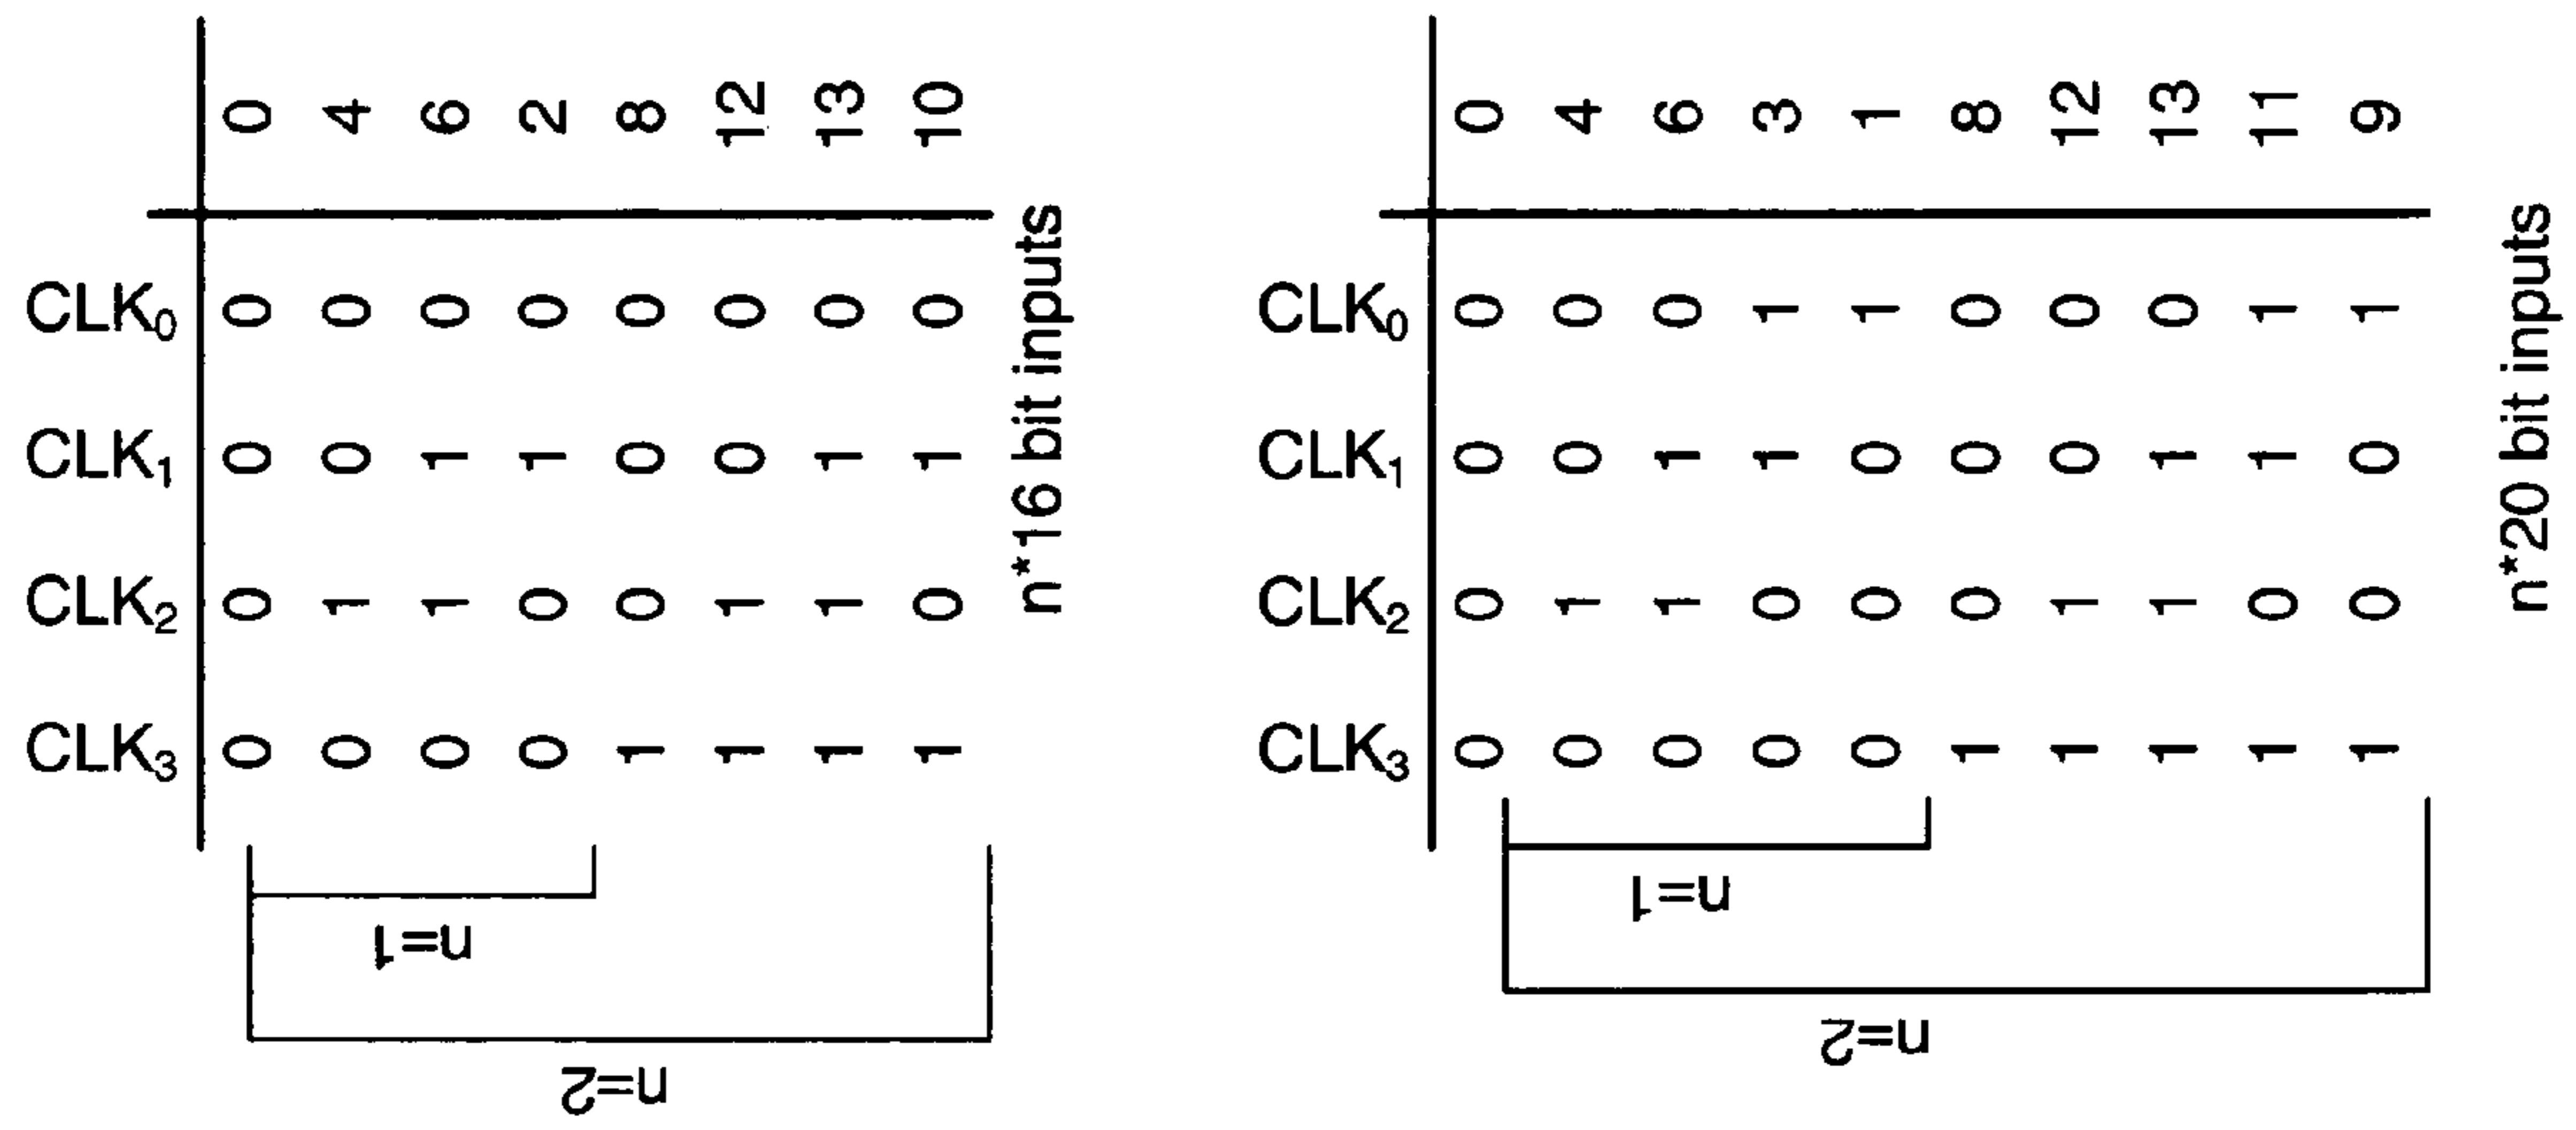 0 4 6 2 8 12 13 10
CLK0 0 0 0 0 0 0 0 0
CLK1 0 0 1 1 0 0 1 1
CLK2 0 1 1 0 0 1 1 0
CLK3 0 0 0 0 1 1 1 1
n=1
n=2
n*16 bit inputs
0 4 6 3 1 8 12 13 11 9
CLK0 0 0 0 1 1 0 0 0 1 1
CLK1 0 0 1 1 0 0 0 1 1 0
CLK2 0 1 1 0 0 0 1 1 0 0
CLK3 0 0 0 0 0 1 1 1 1 1
n=1
n=2
n*20 bit inputs